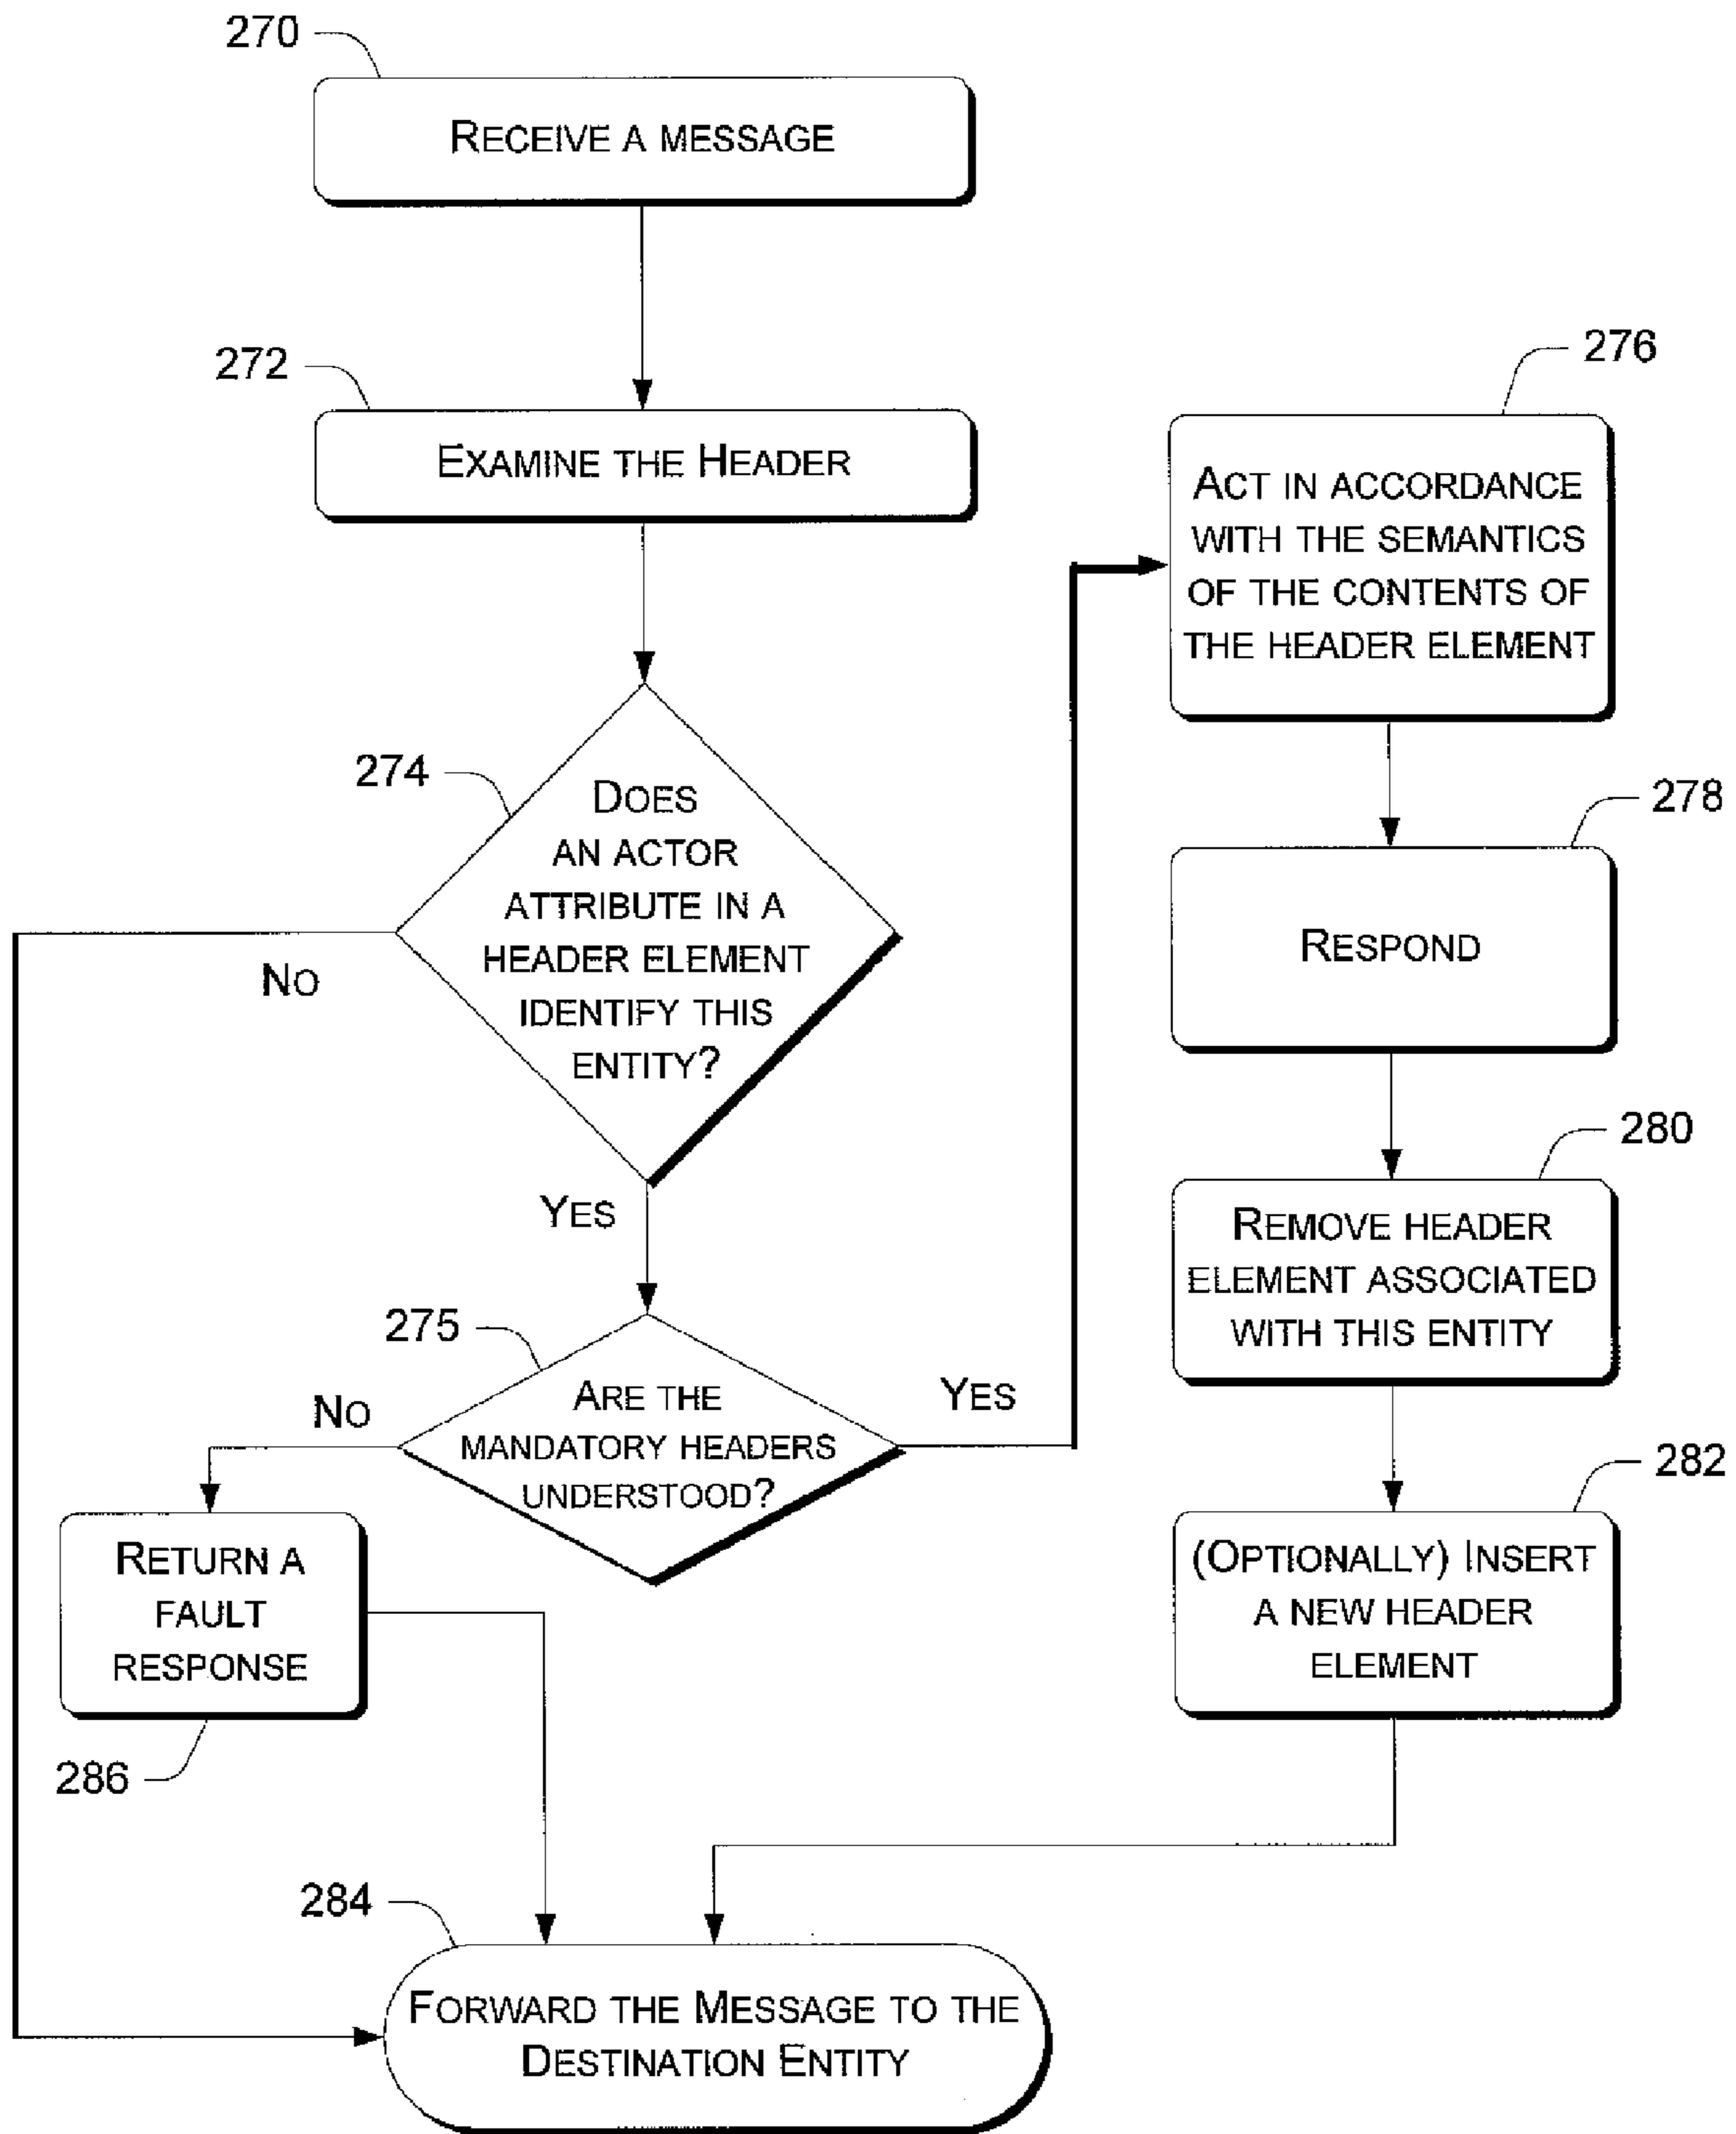 270
RECEIVE A MESSAGE
272
EXAMINE THE HEADER
274
DOES
AN ACTOR
ATTRIBUTE IN A
HEADER ELEMENT
IDENTIFY THIS
ENTITY?
NO
YES
275
ARE THE
MANDATORY HEADERS
UNDERSTOOD?
NO
YES
286
RETURN A
FAULT
RESPONSE
276
ACT IN ACCORDANCE
WITH THE SEMANTICS
OF THE CONTENTS OF
THE HEADER ELEMENT
278
RESPOND
280
REMOVE HEADER
ELEMENT ASSOCIATED
WITH THIS ENTITY
282
(OPTIONALLY) INSERT
A NEW HEADER
ELEMENT
284
FORWARD THE MESSAGE TO THE
DESTINATION ENTITY